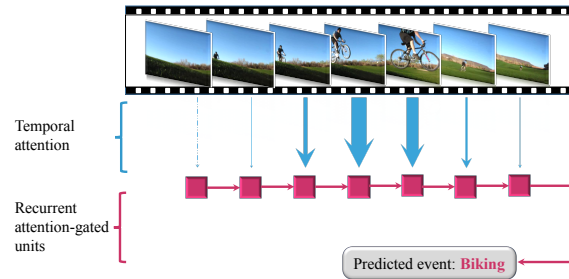 Temporal
attention
Recurrent
attention-gated
units
Predicted event: Biking